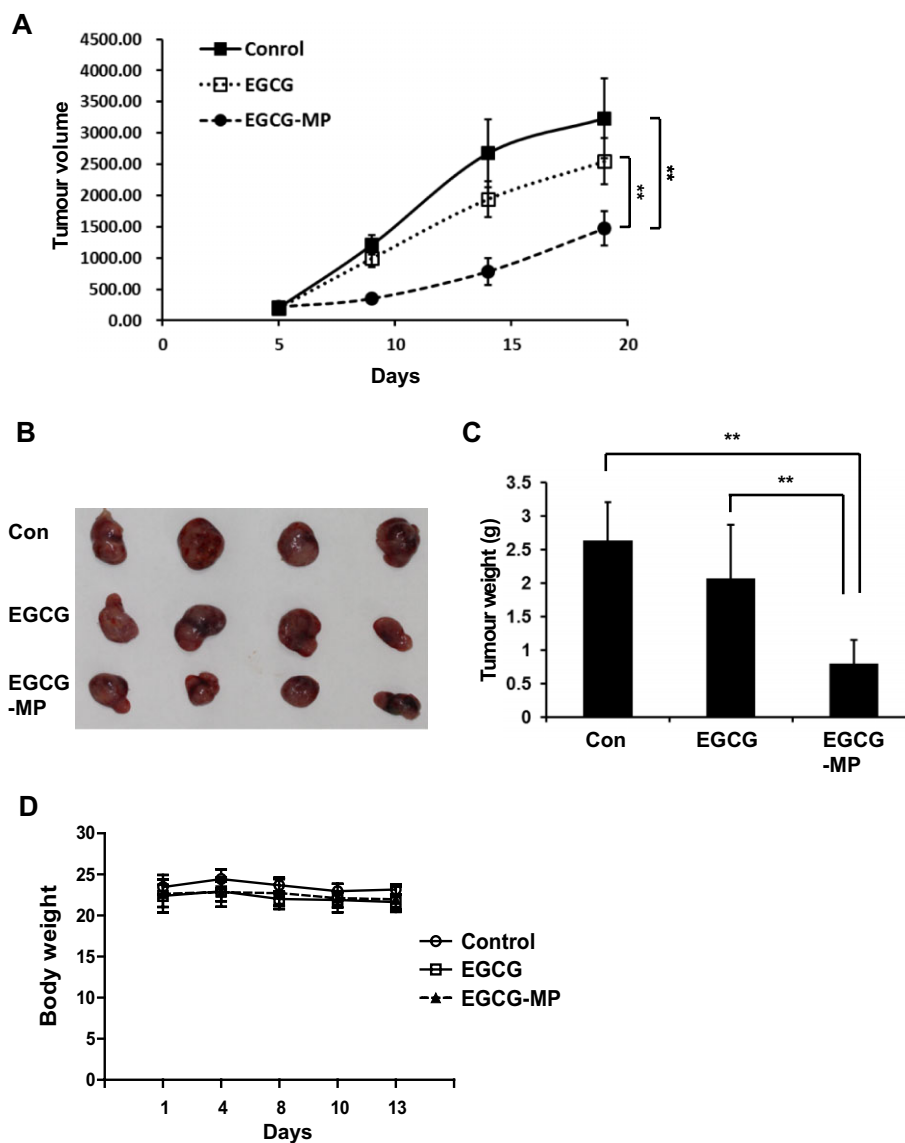 A
4500.00
4000.00
3500.00
3000.00
2500.00
2000.00
1500.00
1000.00
500.00
0.00
Tumour volume
Conrol
EGCG
EGCG-MP
**
**
0 5 10 15 20
Days
B
Con
EGCG
EGCG
-MP
C
**
**
3.5
3
2.5
2
1.5
1
0.5
0
Tumour weight (g)
Con EGCG EGCG
-MP
D
30
25
20
15
10
5
0
Body weight
Control
EGCG
EGCG-MP
1 4 8 10 13
Days